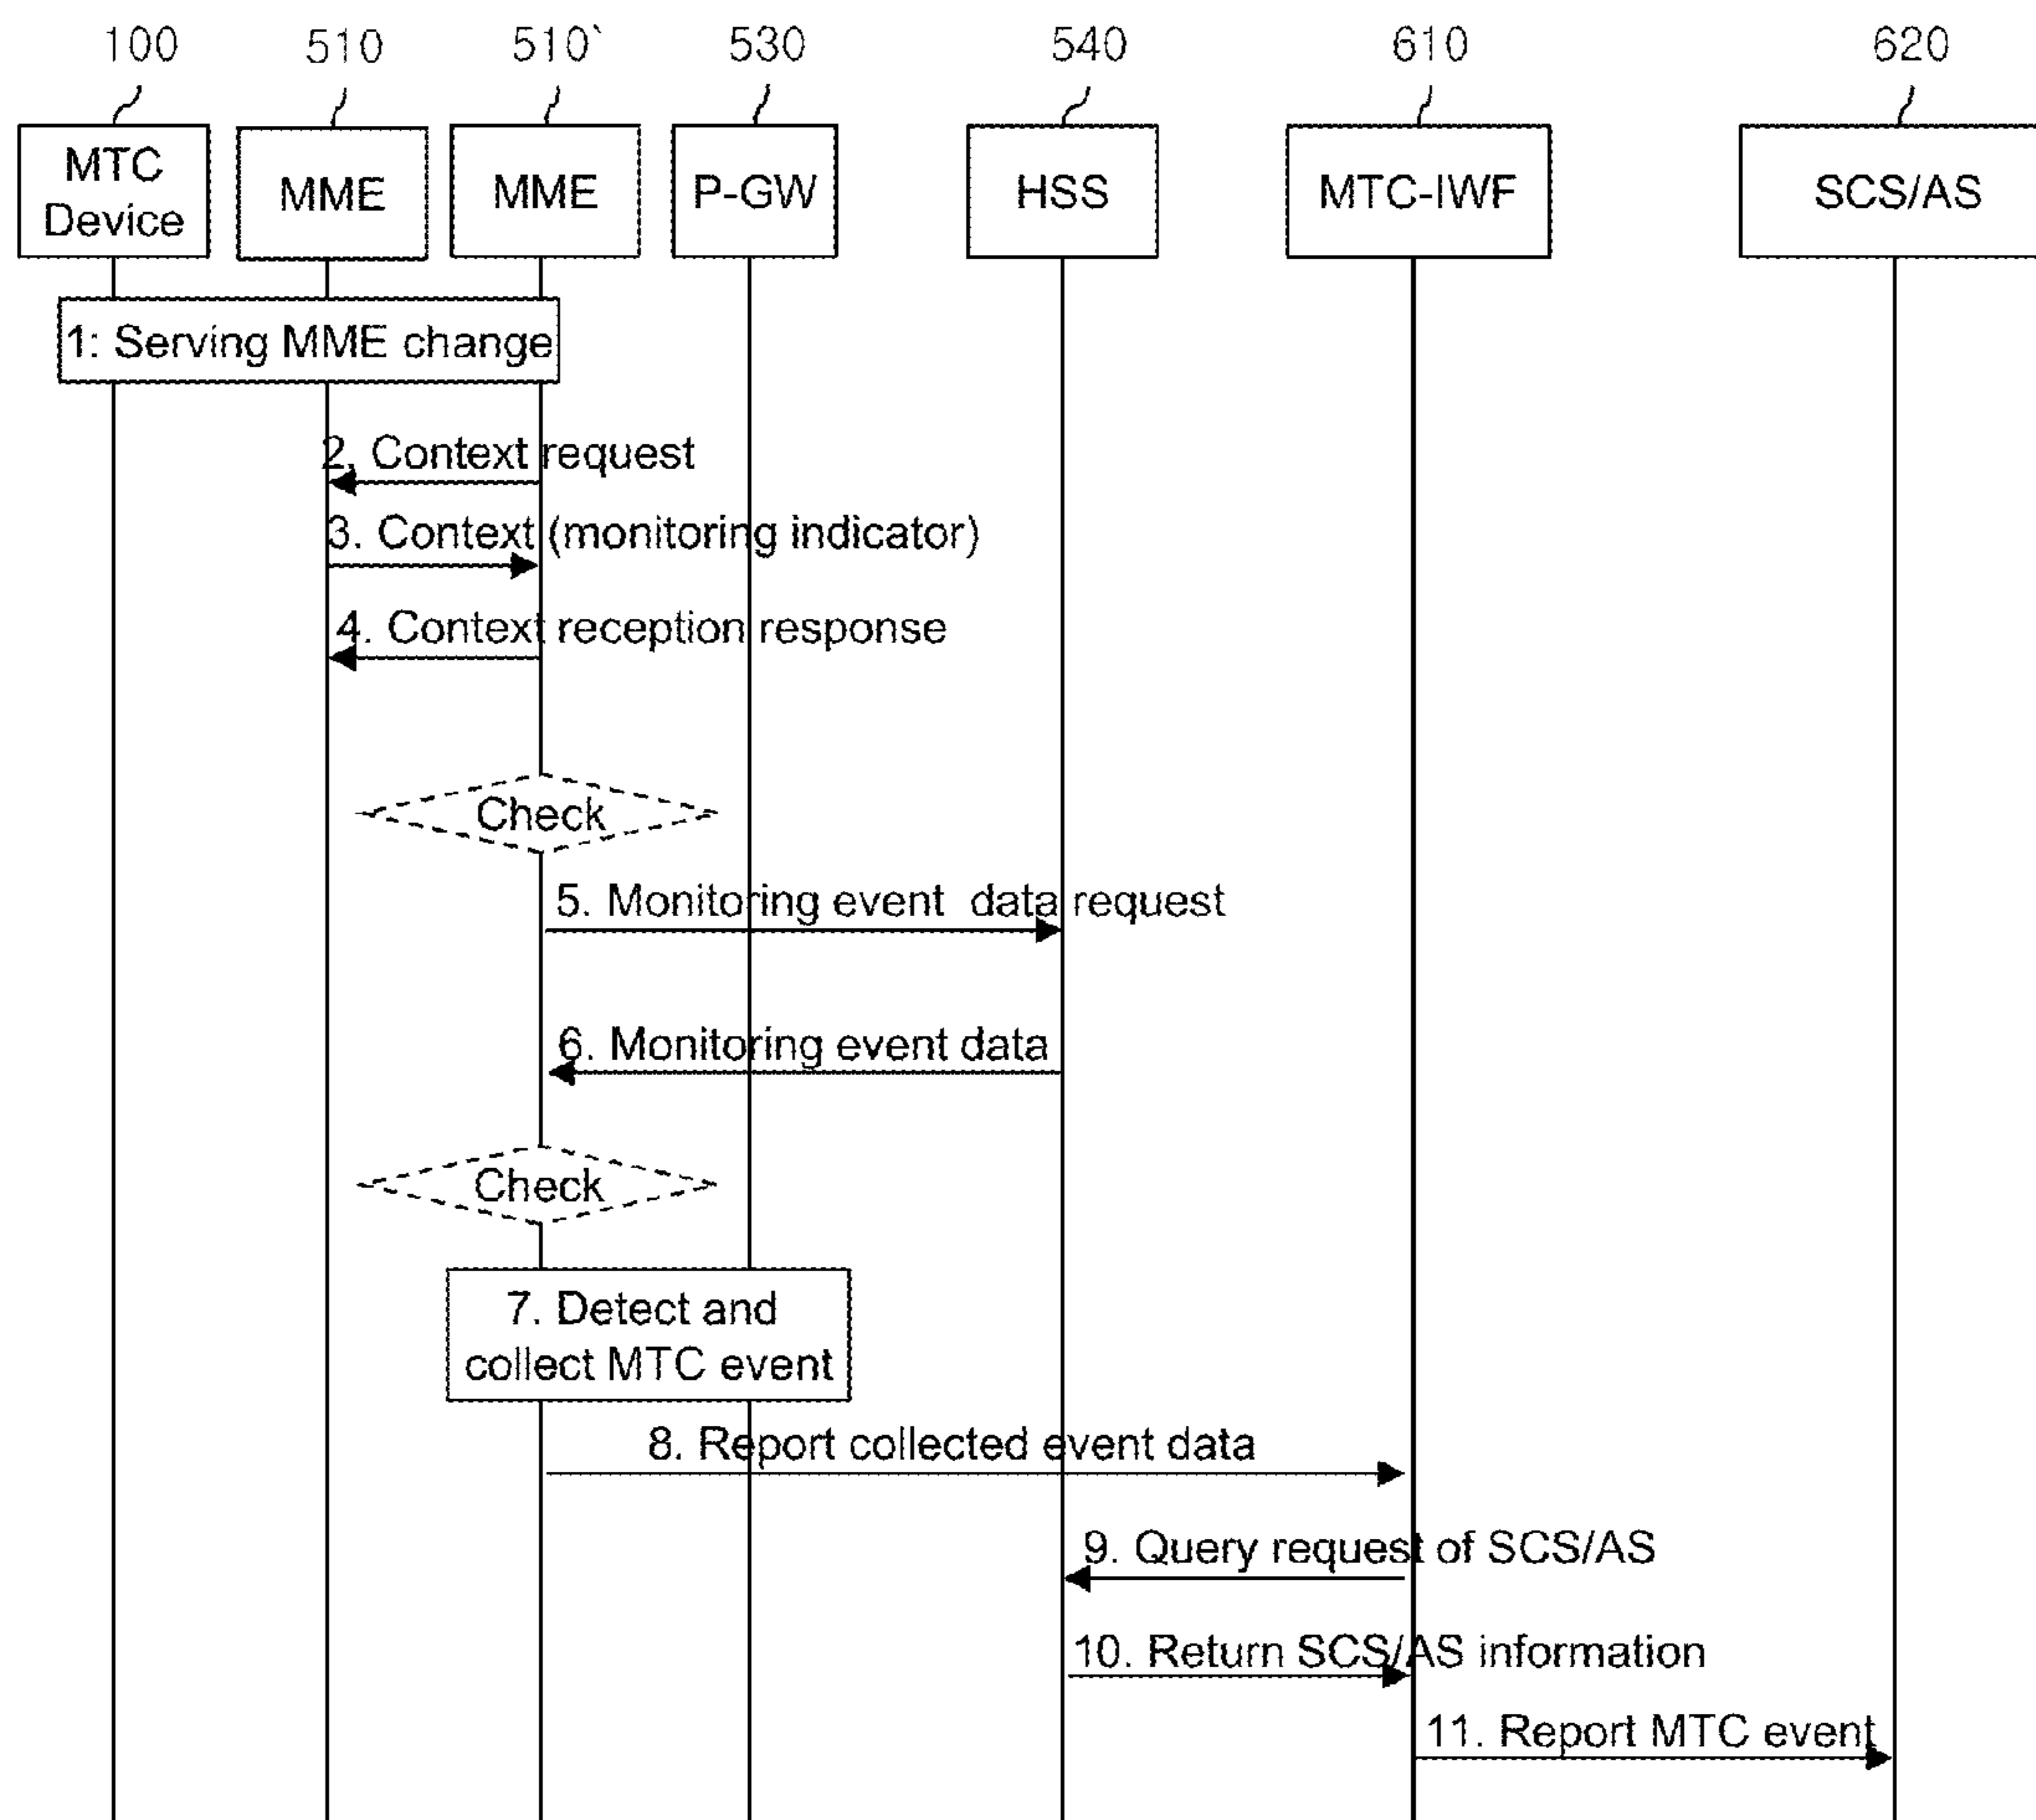 100 510 510` 530 540 610 620
MTC
Device
MME
MME
P-GW
HSS
MTC-IWF
SCS/AS
1: Serving MME change
2. Context request
3. Context (monitoring indicator)
4. Context reception response
Check
5. Monitoring event data request
6. Monitoring event data
Check
7. Detect and
collect MTC event
8. Report collected event data
9. Query request of SCS/AS
10. Return SCS/AS information
11. Report MTC event